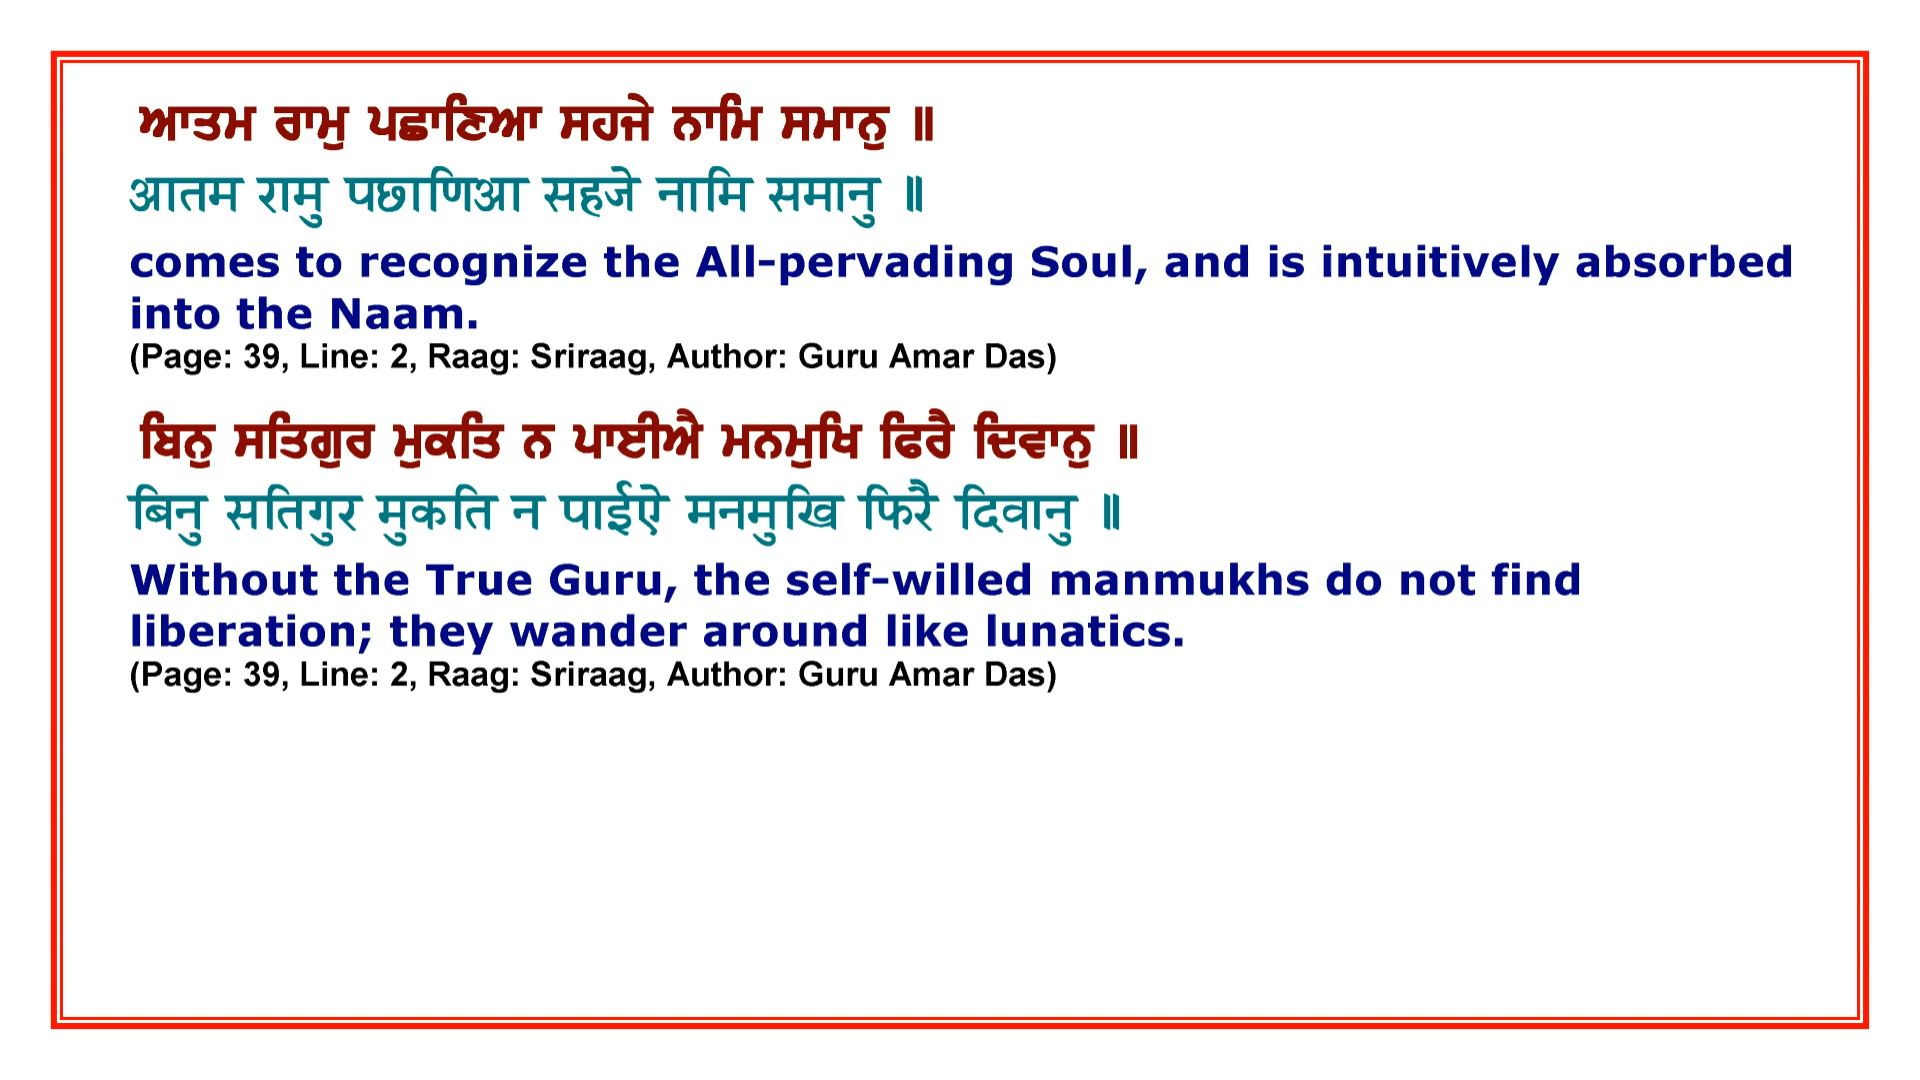 ਆਤਮ ਰਾਮੁ ਪਛਾਣਿਆ ਸਹਜੇ ਨਾਮਿ ਸਮਾਨੁ ॥
आतम रामु पछाणिआ सहजे नामि समानु ॥
comes to recognize the All-pervading Soul, and is intuitively absorbed
into the Naam.
(Page: 39, Line: 2, Raag: Sriraag, Author: Guru Amar Das)
ਬਿਨੁ ਸਤਿਗੁਰ ਮੁਕਤਿ ਨ ਪਾਈਐ ਮਨਮੁਖਿ ਫਿਰੈ ਦਿਵਾਨੁ ॥
बिनु सतिगुर मुकति न पाईऐ मनमुखि फिरै दिवानु ॥
Without the True Guru, the self-willed manmukhs do not find
liberation; they wander around like lunatics.
(Page: 39, Line: 2, Raag: Sriraag, Author: Guru Amar Das)